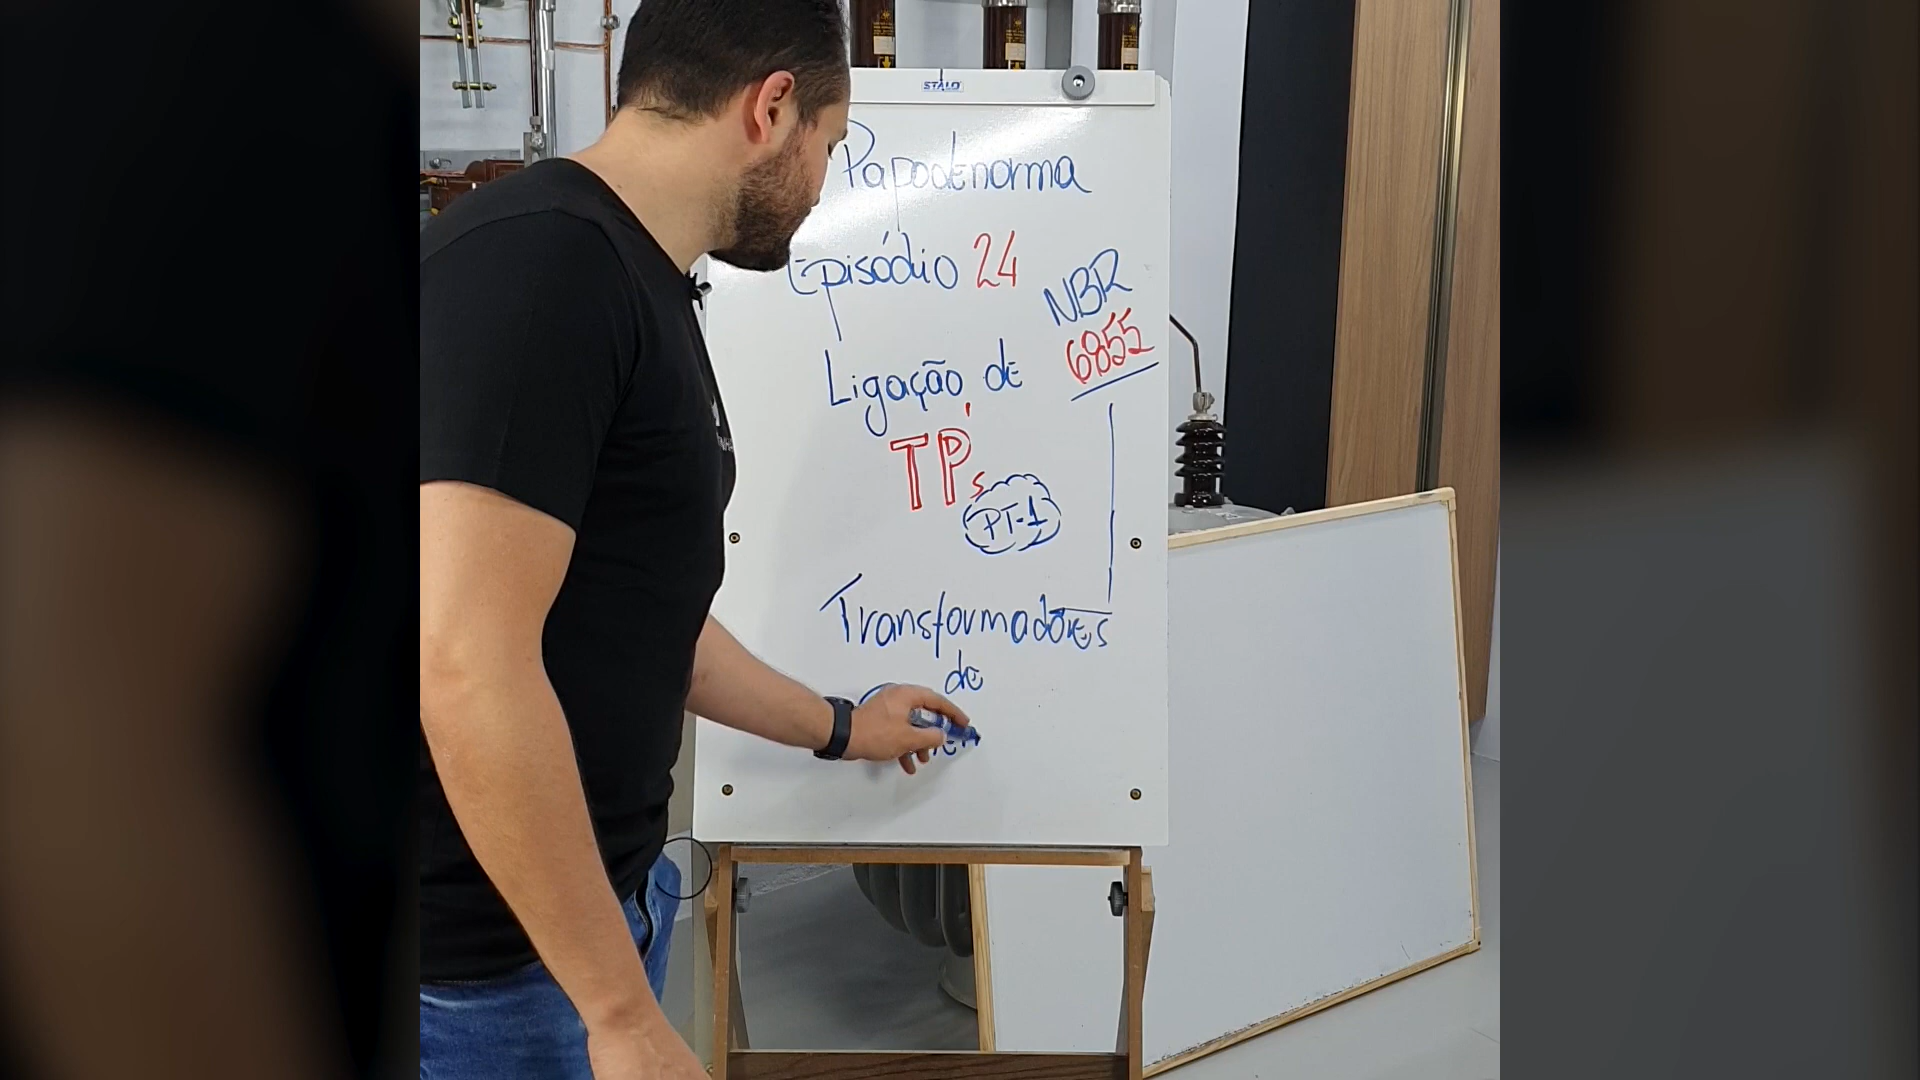 STALO
Papodenorma
Episódio 24
NBR
6855
Ligação de
TPs
PT-1
Transformadores
de